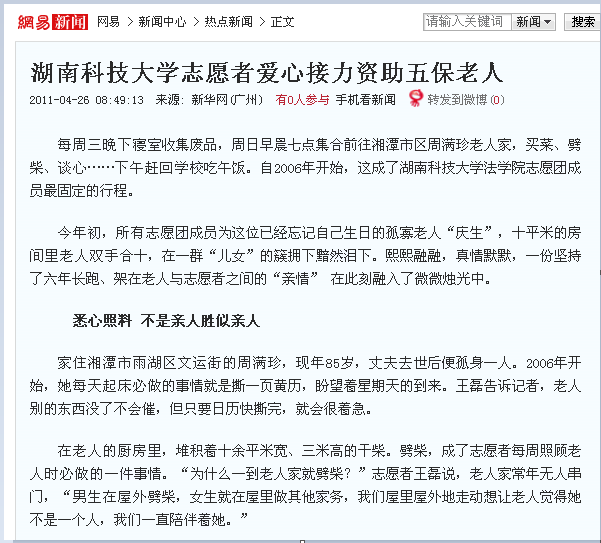 網易 新闻 网易 > 新闻中心 > 热点新闻 > 正文 请输入关键词 新闻 搜索
湖南科技大学志愿者爱心接力资助五保老人
2011-04-26 08:49:13 来源: 新华网(广州) 有0人参与 手机看新闻 转发到微博(0)
每周三晚下寝室收集废品，周日早晨七点集合前往湘潭市区周满珍老人家，买菜、劈
柴、谈心……下午赶回学校吃午饭。自2006年开始，这成了湖南科技大学法学院志愿团成
员最固定的行程。
今年初，所有志愿团成员为这位已经忘记自己生日的孤寡老人“庆生”，十平米的房
间里老人双手合十，在一群“儿女”的簇拥下黯然泪下。熙熙融融，真情默默，一份坚持
了六年长跑、架在老人与志愿者之间的“亲情” 在此刻融入了微微烛光中。
悉心照料 不是亲人胜似亲人
家住湘潭市雨湖区文运街的周满珍，现年85岁，丈夫去世后便孤身一人。2006年开
始，她每天起床必做的事情就是撕一页黄历，盼望着星期天的到来。王磊告诉记者，老人
别的东西没了不会催，但只要日历快撕完，就会很着急。
在老人的厨房里，堆积着十余平米宽、三米高的干柴。劈柴，成了志愿者每周照顾老
人时必做的一件事情。“为什么一到老人家就劈柴？”志愿者王磊说，老人家常年无人串
门，“男生在屋外劈柴，女生就在屋里做其他家务，我们屋里屋外地走动想让老人觉得她
不是一个人，我们一直陪伴着她。”